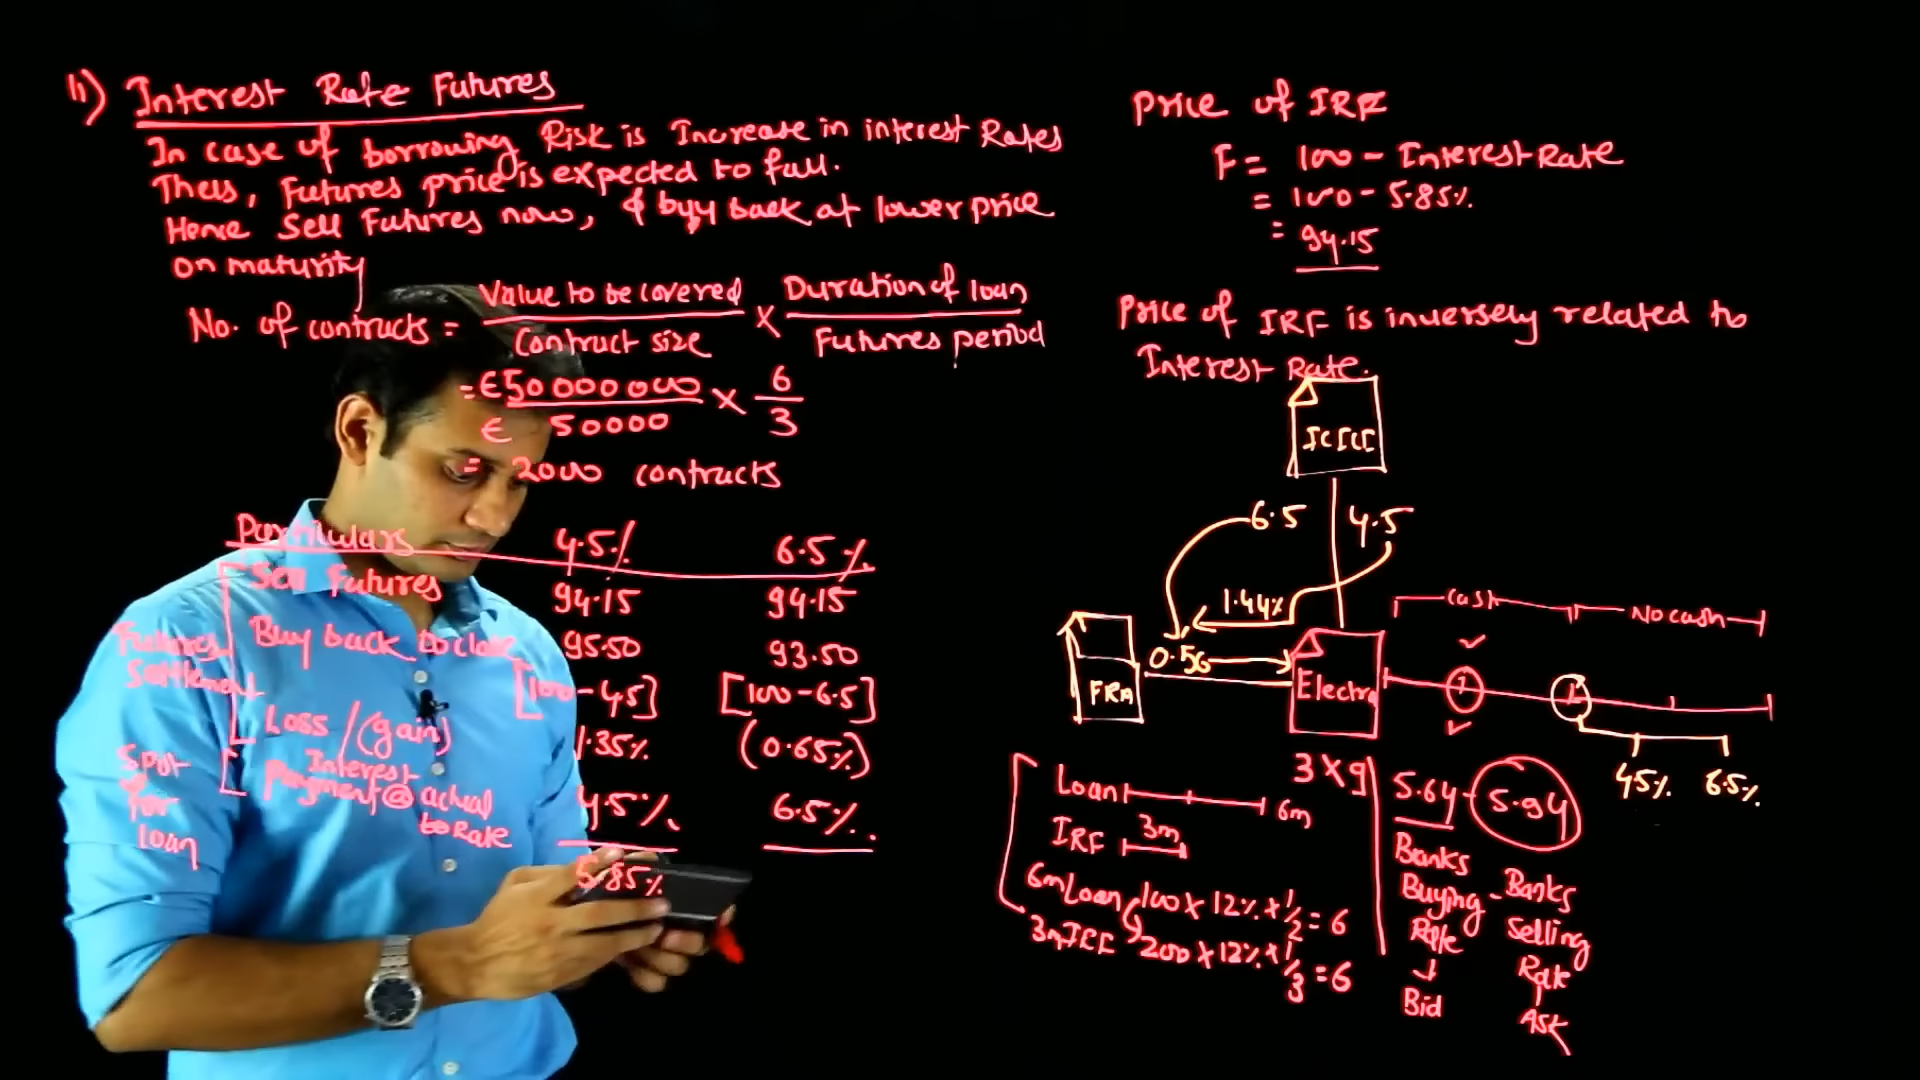 11) Interest Rate Futures
In case of borrowing Risk is Increase in interest Rates
Thus, Futures price is expected to fall.
Hence Sell Futures now, & buy back at lower price
on maturity
No. of contracts = Value to be covered / Contract size × Duration of loan / Futures period
= € 50 000 000 / € 50000 × 6 / 3
= 2000 contracts
Particulars 4.5% 6.5%
Futures Settlement
Sell Futures 94.15 94.15
Buy back to close 95.50 93.50
[100-4.5] [100-6.5]
Loss/(gain) 1.35% (0.65%)
Spot for loan
Interest payment @ actual to Rate 4.5% 6.5%.
5.85%
Price of IRF
F = 100 - Interest Rate
= 100 - 5.85%
= 94.15
Price of IRF is inversely related to
Interest Rate.
ICICI
6.5 4.5
1.44%
0.56
FRA
Electra
cash No cash
4.5% 6.5%
3X9
5.64 - 5.94
Banks Buying Rate
Bid
- Banks Selling Rate
Ask
Loan 6m
IRF 3m
6m Loan 100 x 12% x 1/2 = 6
3m IRF 200 x 12% x 1/3 = 6